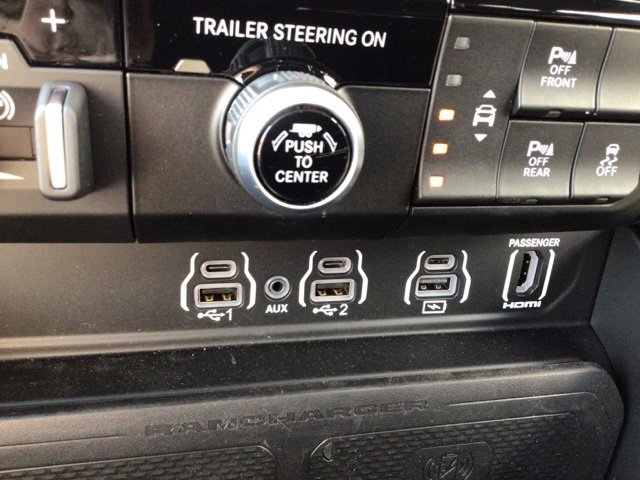 TRAILER STEERING ON
PUSH
TO
CENTER
P OFF
FRONT
P OFF
REAR
OFF
1
AUX
2
PASSENGER
HDMI
RAMCHARGER